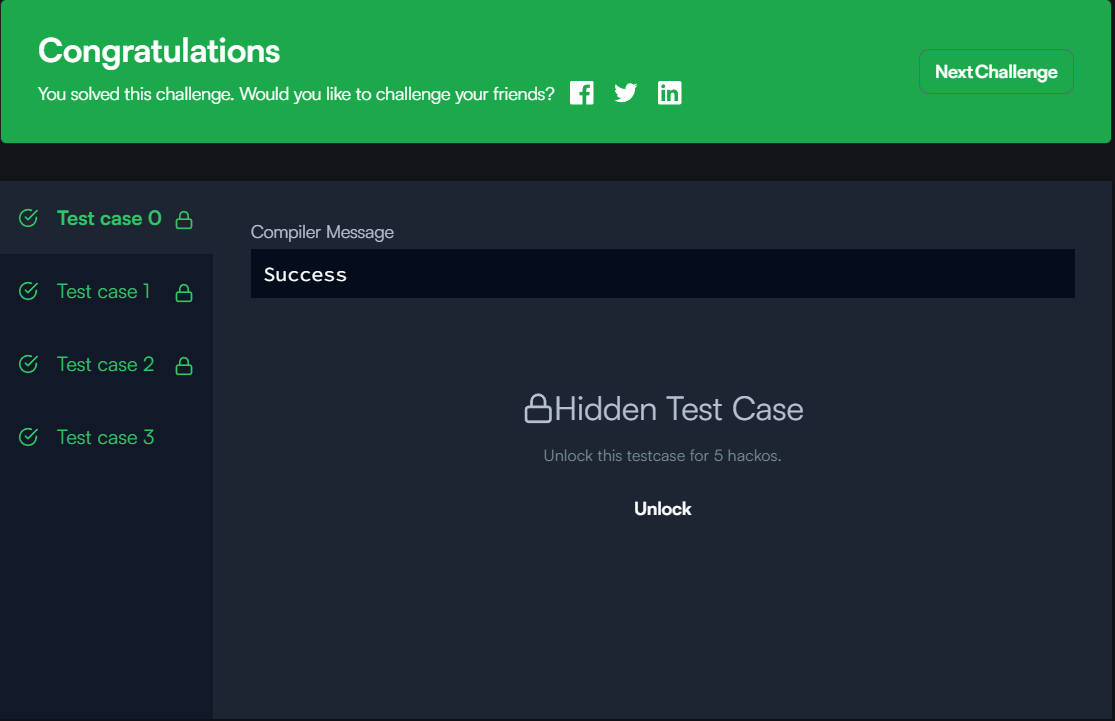 Congratulations
You solved this challenge. Would you like to challenge your friends?
Next Challenge
Test case 0
Test case 1
Test case 2
Test case 3
Compiler Message
Success
Hidden Test Case
Unlock this testcase for 5 hackos.
Unlock